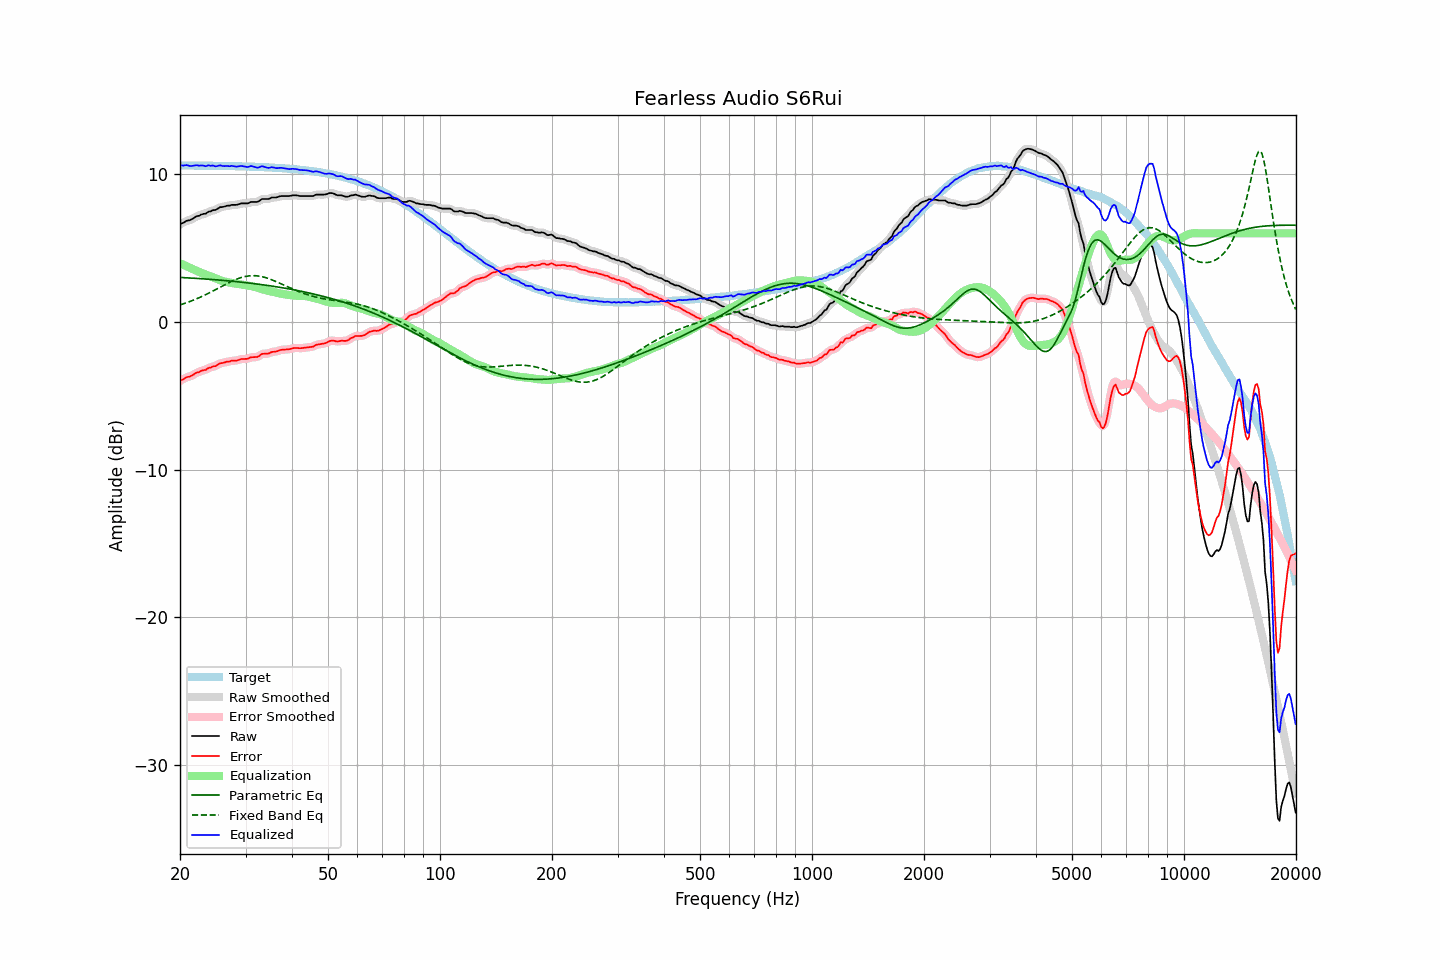 Fearless Audio S6Rui
Amplitude (dBr)
10
0
−10
−20
−30
Target
Raw Smoothed
Error Smoothed
Raw
Error
Equalization
Parametric Eq
Fixed Band Eq
Equalized
20 50 100 200 500 1000 2000 5000 10000 20000
Frequency (Hz)